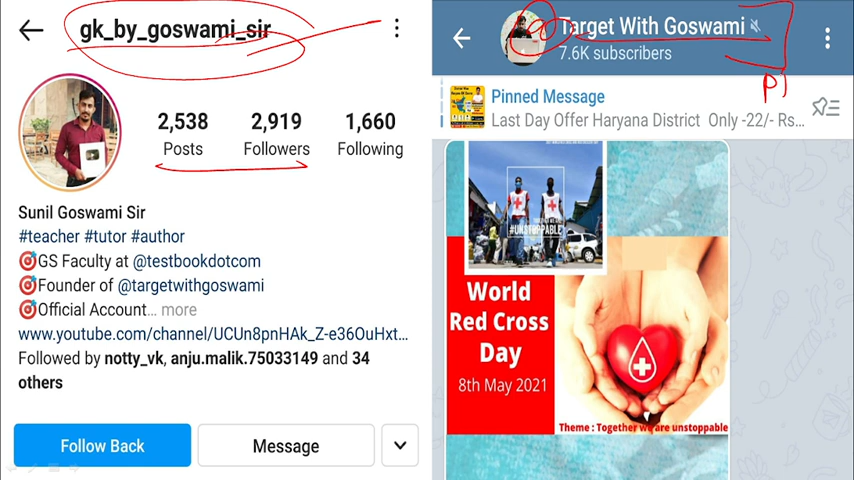 gk_by_goswami_sir
2,538 2,919 1,660
Posts Followers Following
Sunil Goswami Sir
#teacher #tutor #author
🎯GS Faculty at @testbookdotcom
🎯Founder of @targetwithgoswami
🎯Official Account... more
www.youtube.com/channel/UCUn8pnHAk_Z-e36OuHxt...
Followed by notty_vk, anju.malik.75033149 and 34
others
Follow Back Message
Target With Goswami
7.6K subscribers
Pinned Message
Last Day Offer Haryana District Only -22/- Rs...
#UNSTOPPABLE
World
Red Cross
Day
8th May 2021
Theme : Together we are unstoppable